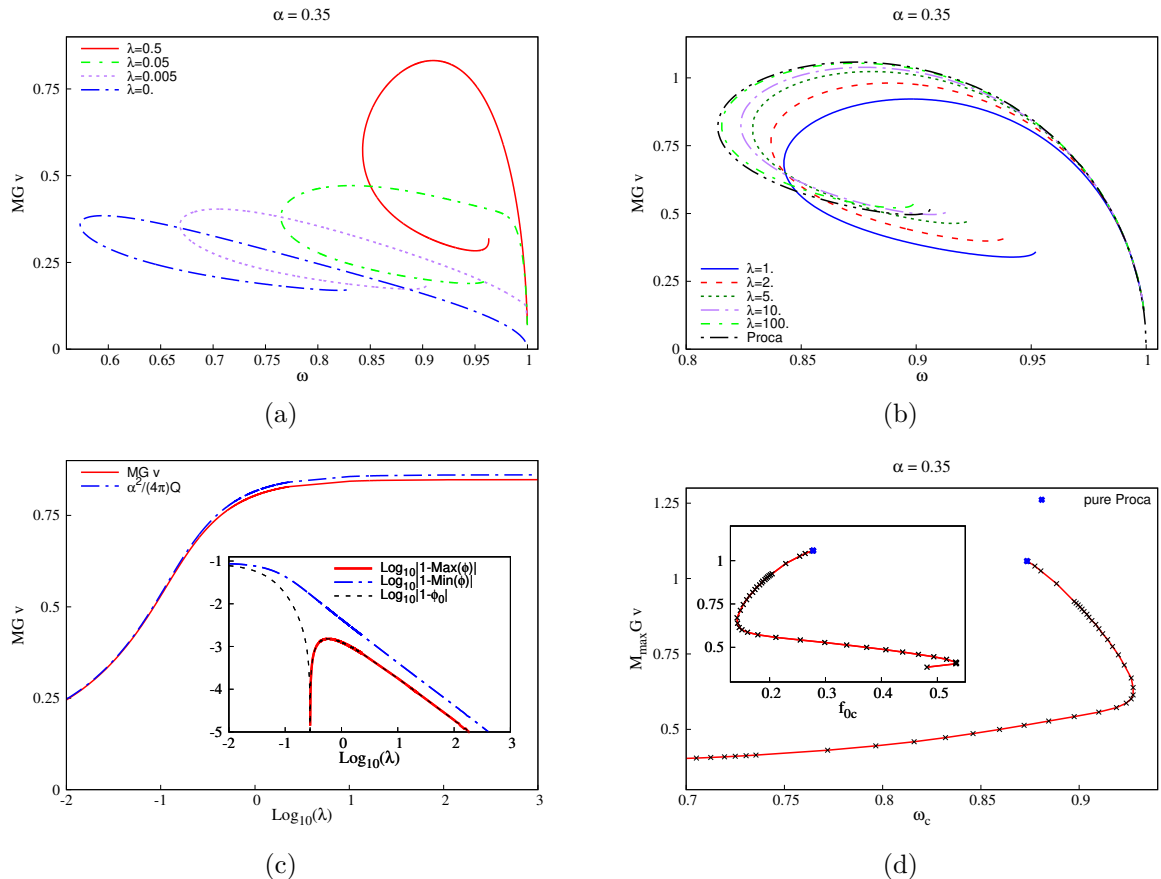 α = 0.35
λ=0.5
λ=0.05
λ=0.005
λ=0.
MG v
0
0.25
0.5
0.75
0.6
0.65
0.7
0.75
0.8
0.85
0.9
0.95
1
ω
(a)
α = 0.35
MG v
0
0.25
0.5
0.75
1
λ=1.
λ=2.
λ=5.
λ=10.
λ=100.
Proca
0.8
0.85
0.9
0.95
1
ω
(b)
MG v
α²/(4π)Q
MG v
0
0.25
0.5
0.75
-2
-1
0
1
2
3
Log₁₀(λ)
Log₁₀|1-Max(ϕ)|
Log₁₀|1-Min(ϕ)|
Log₁₀|1-ϕ₀|
-1
-2
-3
-4
-5
-2
-1
0
1
2
3
Log₁₀(λ)
(c)
α = 0.35
pure Proca
M_max G v
0.5
0.75
1
1.25
0.7
0.75
0.8
0.85
0.9
ω_c
1
0.75
0.5
0.2
0.3
0.4
0.5
f_0c
(d)